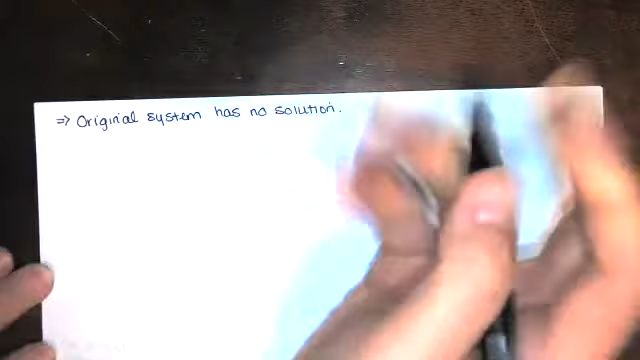 ⇒ Original system has no solution.